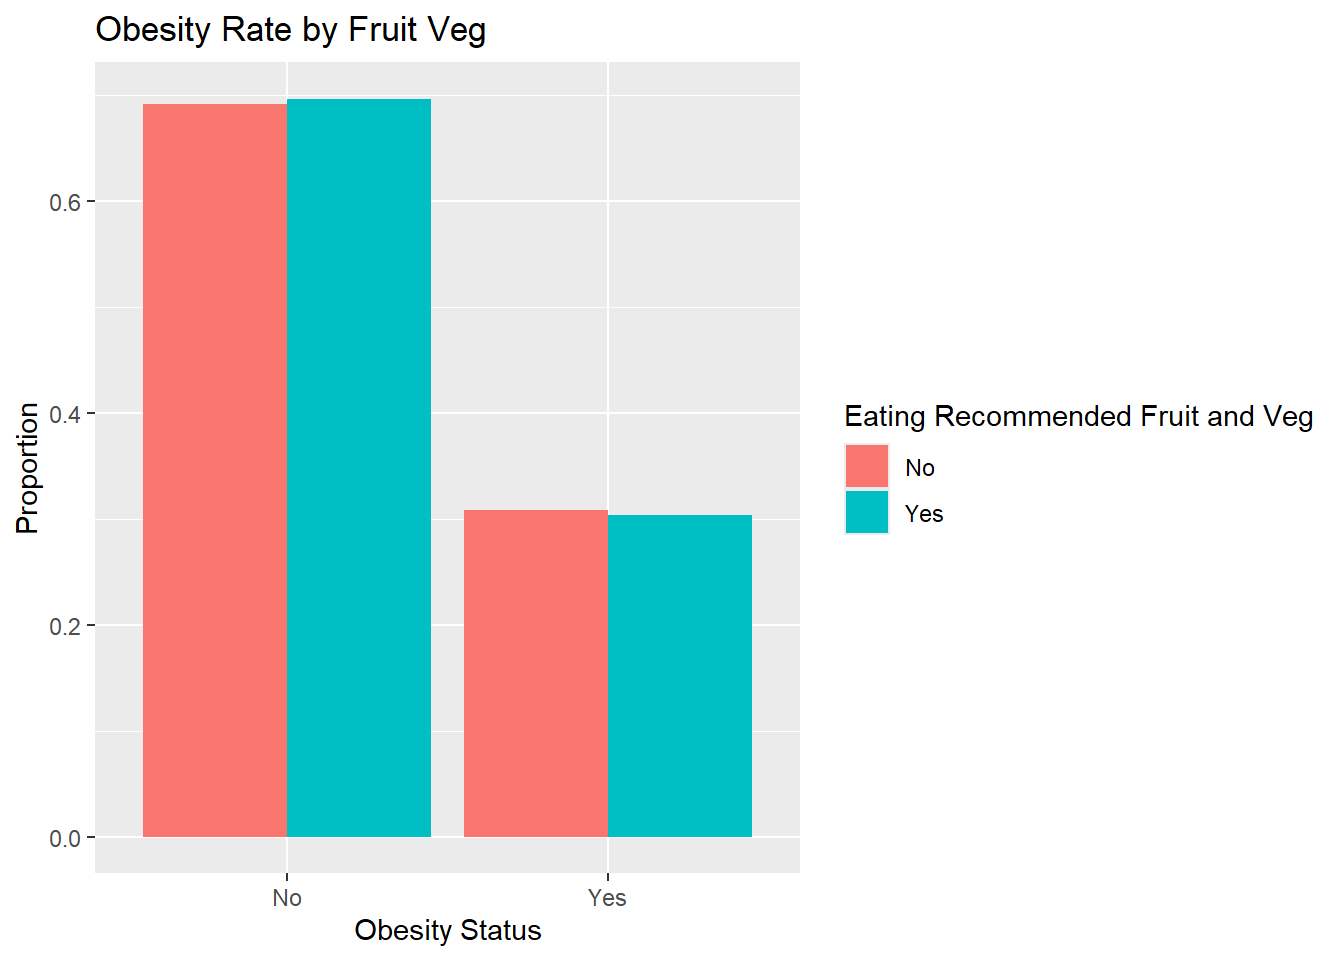 Obesity Rate by Fruit Veg
Proportion
0.6
0.4
0.2
0.0
No
Yes
Obesity Status
Eating Recommended Fruit and Veg
No
Yes